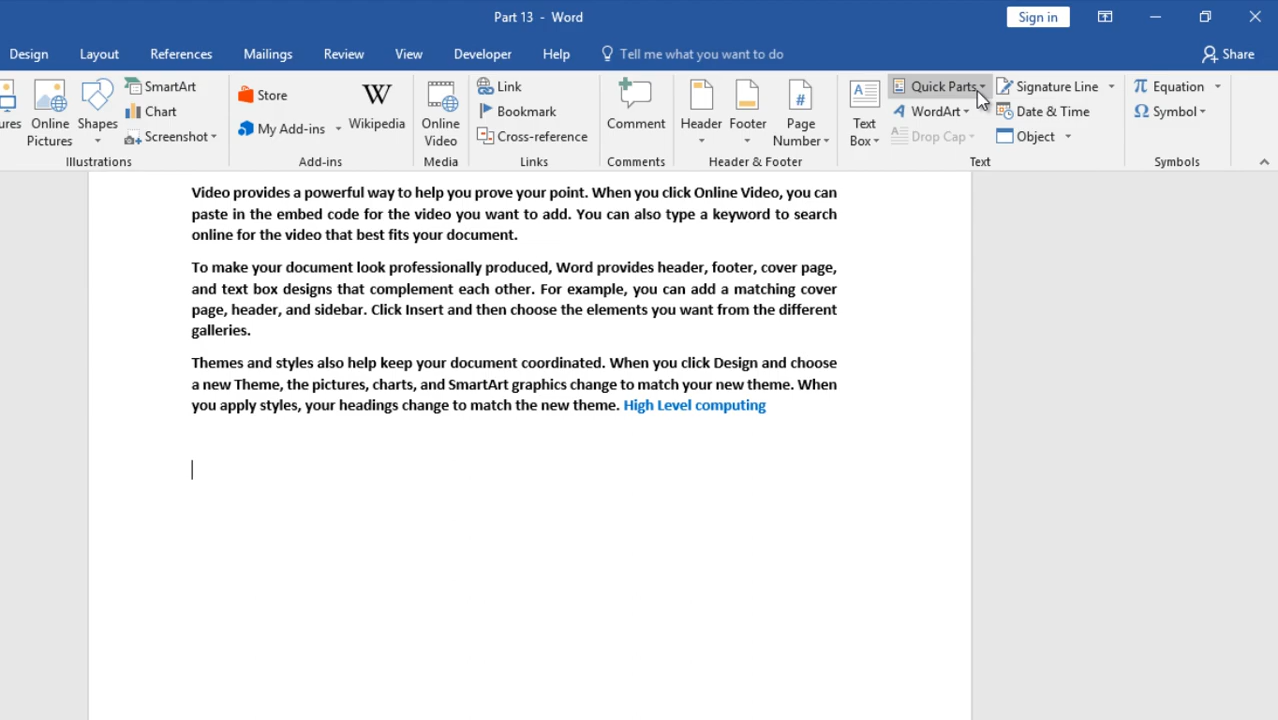 Part 13 - Word
Sign in
Design Layout References Mailings Review View Developer Help Tell me what you want to do Share
SmartArt
Chart
Screenshot
Online Pictures
Shapes
Illustrations
Store
My Add-ins
Wikipedia
Add-ins
Online Video
Media
Link
Bookmark
Cross-reference
Links
Comment
Comments
Header
Footer
Page Number
Header & Footer
Text Box
Quick Parts
WordArt
Drop Cap
Signature Line
Date & Time
Object
Text
Equation
Symbol
Symbols
Video provides a powerful way to help you prove your point. When you click Online Video, you can
paste in the embed code for the video you want to add. You can also type a keyword to search
online for the video that best fits your document.
To make your document look professionally produced, Word provides header, footer, cover page,
and text box designs that complement each other. For example, you can add a matching cover
page, header, and sidebar. Click Insert and then choose the elements you want from the different
galleries.
Themes and styles also help keep your document coordinated. When you click Design and choose
a new Theme, the pictures, charts, and SmartArt graphics change to match your new theme. When
you apply styles, your headings change to match the new theme. High Level computing